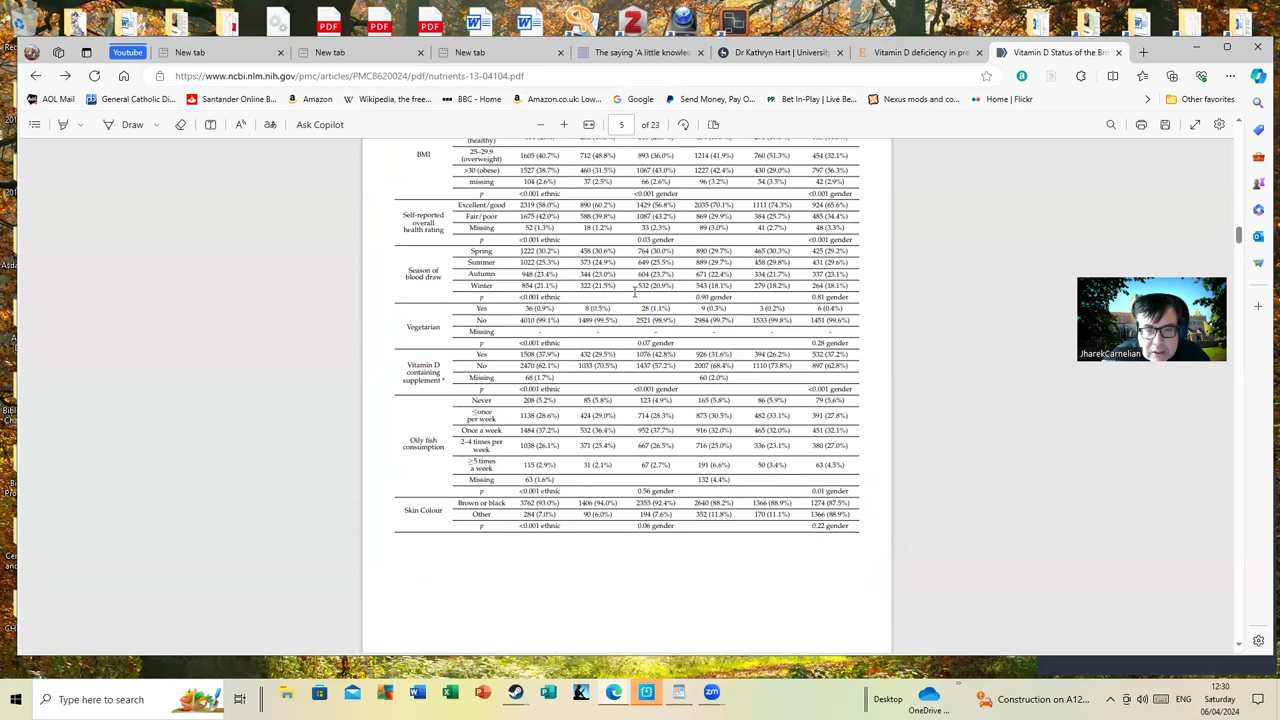 PDF PDF PDF
Youtube New tab New tab New tab The saying 'A little knowle Dr Kathryn Hart | University, Vitamin D deficiency in pre Vitamin D Status of the Brit
https://www.ncbi.nlm.nih.gov/pmc/articles/PMC8620024/pdf/nutrients-13-04104.pdf
AOL Mail General Catholic Di... Santander Online B... Amazon Wikipedia, the free... BBC - Home Amazon.co.uk: Low... Google Send Money, Pay O... Bet In-Play | Live Be... Nexus mods and co... Home | Flickr Other favorites
Draw Ask Copilot 5 of 23
(healthy)
BMI 25–29.9 (overweight) 1605 (40.7%) 712 (48.8%) 893 (36.0%) 1214 (41.9%) 760 (51.3%) 454 (32.1%)
>30 (obese) 1527 (38.7%) 460 (31.5%) 1067 (43.0%) 1227 (42.4%) 430 (29.0%) 797 (56.3%)
missing 104 (2.6%) 37 (2.5%) 66 (2.6%) 96 (3.2%) 54 (3.5%) 42 (2.9%)
p <0.001 ethnic <0.001 gender <0.001 gender
Self-reported overall health rating Excellent/good 2319 (58.0%) 890 (60.2%) 1429 (56.8%) 2035 (70.1%) 1111 (74.3%) 924 (65.6%)
Fair/poor 1675 (42.0%) 588 (39.8%) 1087 (43.2%) 869 (29.9%) 384 (25.7%) 485 (34.4%)
Missing 52 (1.3%) 18 (1.2%) 33 (2.3%) 89 (3.0%) 41 (2.7%) 48 (3.3%)
p <0.001 ethnic 0.03 gender <0.001 gender
Season of blood draw Spring 1222 (30.2%) 458 (30.6%) 764 (30.0%) 890 (29.7%) 465 (30.3%) 425 (29.2%)
Summer 1022 (25.3%) 373 (24.9%) 649 (25.5%) 889 (29.7%) 458 (29.8%) 431 (29.6%)
Autumn 948 (23.4%) 344 (23.0%) 604 (23.7%) 671 (22.4%) 334 (21.7%) 337 (23.1%)
Winter 854 (21.1%) 322 (21.5%) 532 (20.9%) 543 (18.1%) 279 (18.2%) 264 (18.1%)
p <0.001 ethnic 0.90 gender 0.81 gender
Vegetarian Yes 36 (0.9%) 8 (0.5%) 28 (1.1%) 9 (0.3%) 3 (0.2%) 6 (0.4%)
No 4010 (99.1%) 1489 (99.5%) 2521 (98.9%) 2984 (99.7%) 1533 (99.8%) 1451 (99.6%)
Missing - - - - - -
p <0.001 ethnic 0.07 gender 0.28 gender
Vitamin D containing supplement * Yes 1508 (37.9%) 432 (29.5%) 1076 (42.8%) 926 (31.6%) 394 (26.2%) 532 (37.2%)
No 2470 (62.1%) 1033 (70.5%) 1437 (57.2%) 2007 (68.4%) 1110 (73.8%) 897 (62.8%)
Missing 68 (1.7%) 60 (2.0%)
p <0.001 ethnic <0.001 gender <0.001 gender
Oily fish consumption Never 208 (5.2%) 85 (5.8%) 123 (4.9%) 165 (5.8%) 86 (5.9%) 79 (5.6%)
≤once per week 1138 (28.6%) 424 (29.0%) 714 (28.3%) 873 (30.5%) 482 (33.1%) 391 (27.8%)
Once a week 1484 (37.2%) 532 (36.4%) 952 (37.7%) 916 (32.0%) 465 (32.0%) 451 (32.1%)
2–4 times per week 1038 (26.1%) 371 (25.4%) 667 (26.5%) 716 (25.0%) 336 (23.1%) 380 (27.0%)
≥5 times a week 115 (2.9%) 31 (2.1%) 67 (2.7%) 191 (6.6%) 50 (3.4%) 63 (4.5%)
Missing 63 (1.6%) 132 (4.4%)
p <0.001 ethnic 0.56 gender 0.01 gender
Skin Colour Brown or black 3762 (93.0%) 1406 (94.0%) 2355 (92.4%) 2640 (88.2%) 1366 (88.9%) 1274 (87.5%)
Other 284 (7.0%) 90 (6.0%) 194 (7.6%) 352 (11.8%) 170 (11.1%) 1366 (88.9%)
p <0.001 ethnic 0.06 gender 0.22 gender
JharekCarnelian
Type here to search Desktop OneDrive ... Construction on A12... ENG 12:30
Saturday
06/04/2024